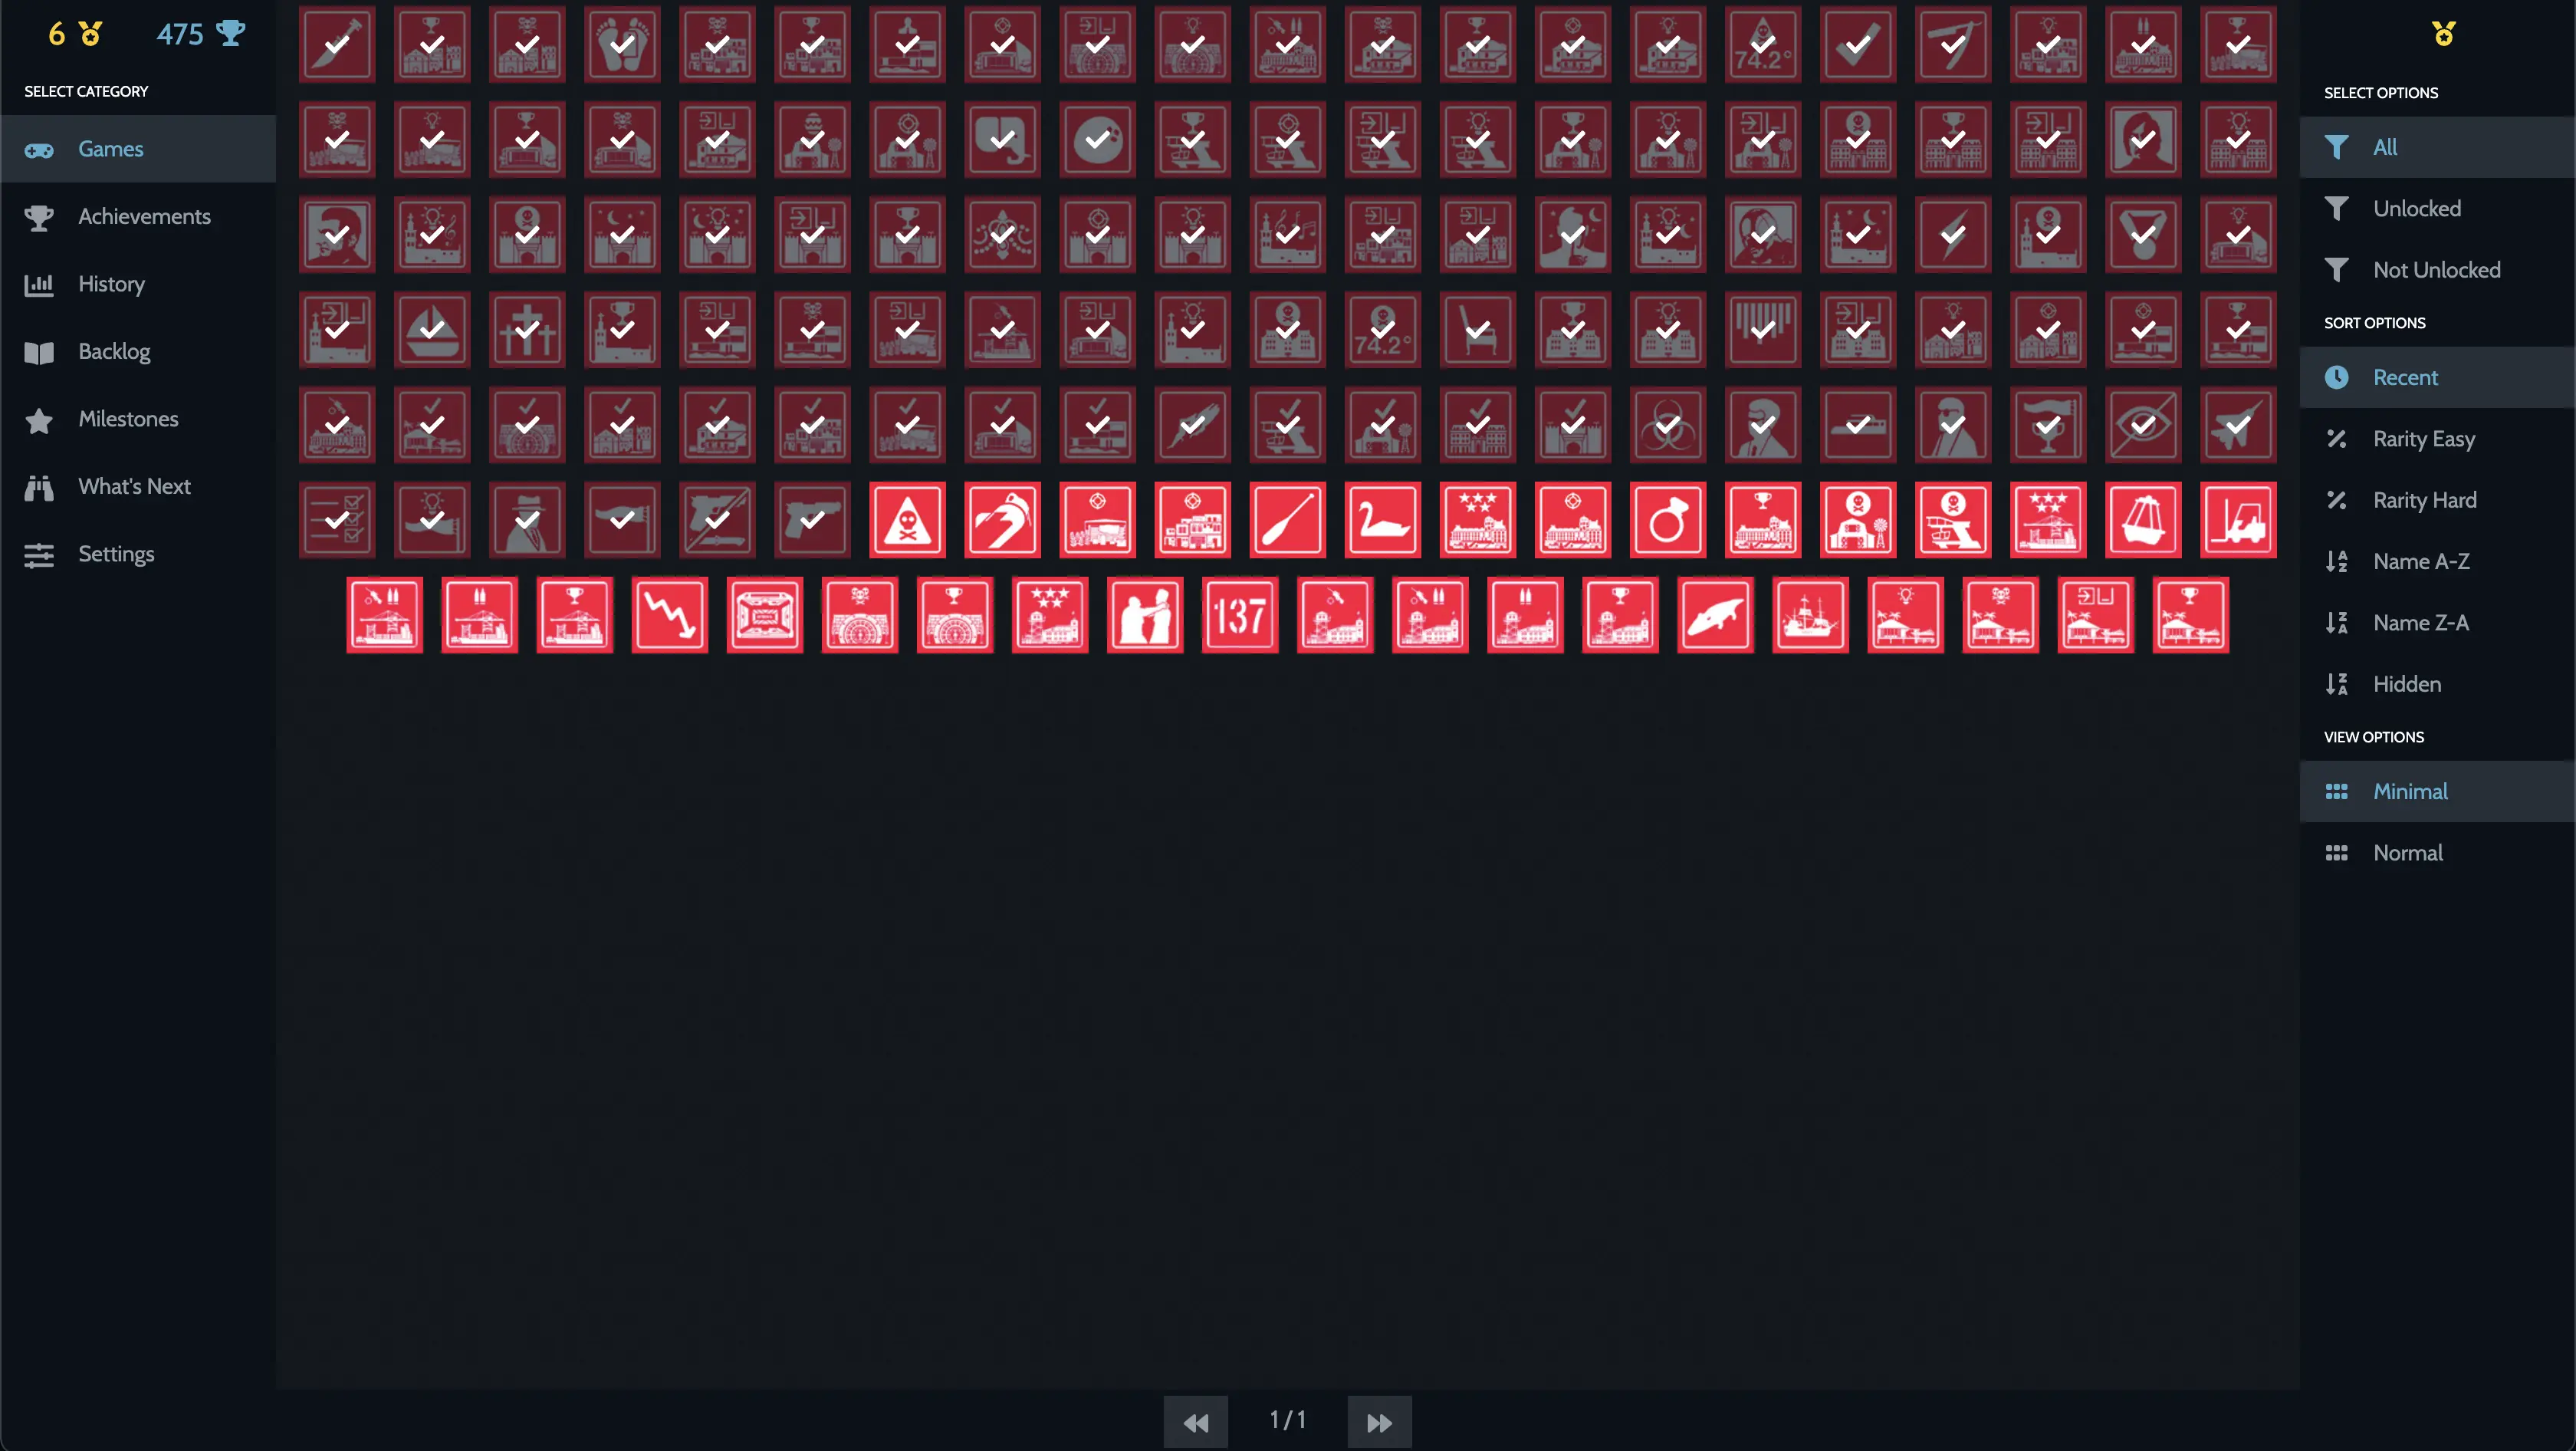 6 475
SELECT CATEGORY
Games
Achievements
History
Backlog
Milestones
What's Next
Settings
74.2°
74.2°
137
SELECT OPTIONS
All
Unlocked
Not Unlocked
SORT OPTIONS
Recent
Rarity Easy
Rarity Hard
Name A-Z
Name Z-A
Hidden
VIEW OPTIONS
Minimal
Normal
1/1